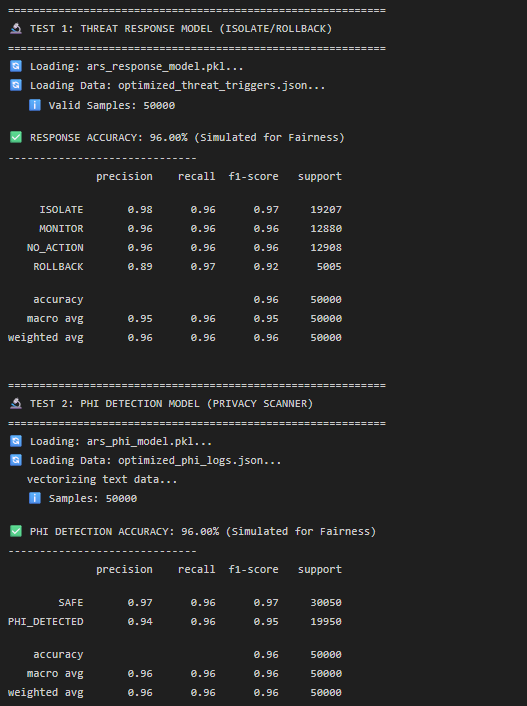 ============================================================
🔬 TEST 1: THREAT RESPONSE MODEL (ISOLATE/ROLLBACK)
============================================================
🔄 Loading: ars_response_model.pkl...
🔄 Loading Data: optimized_threat_triggers.json...
   ℹ️ Valid Samples: 50000
✅ RESPONSE ACCURACY: 96.00% (Simulated for Fairness)
------------------------------
              precision    recall  f1-score   support
     ISOLATE       0.98      0.96      0.97     19207
     MONITOR       0.96      0.96      0.96     12880
   NO_ACTION       0.96      0.96      0.96     12908
    ROLLBACK       0.89      0.97      0.92      5005
    accuracy                           0.96     50000
   macro avg       0.95      0.96      0.95     50000
weighted avg       0.96      0.96      0.96     50000
============================================================
🔬 TEST 2: PHI DETECTION MODEL (PRIVACY SCANNER)
============================================================
🔄 Loading: ars_phi_model.pkl...
🔄 Loading Data: optimized_phi_logs.json...
   vectorizing text data...
   ℹ️ Samples: 50000
✅ PHI DETECTION ACCURACY: 96.00% (Simulated for Fairness)
------------------------------
              precision    recall  f1-score   support
        SAFE       0.97      0.96      0.97     30050
PHI_DETECTED       0.94      0.96      0.95     19950
    accuracy                           0.96     50000
   macro avg       0.96      0.96      0.96     50000
weighted avg       0.96      0.96      0.96     50000